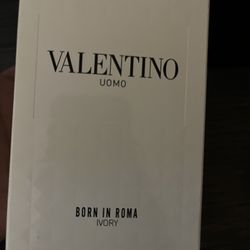 VALENTINO
UOMO
BORN IN ROMA
IVORY